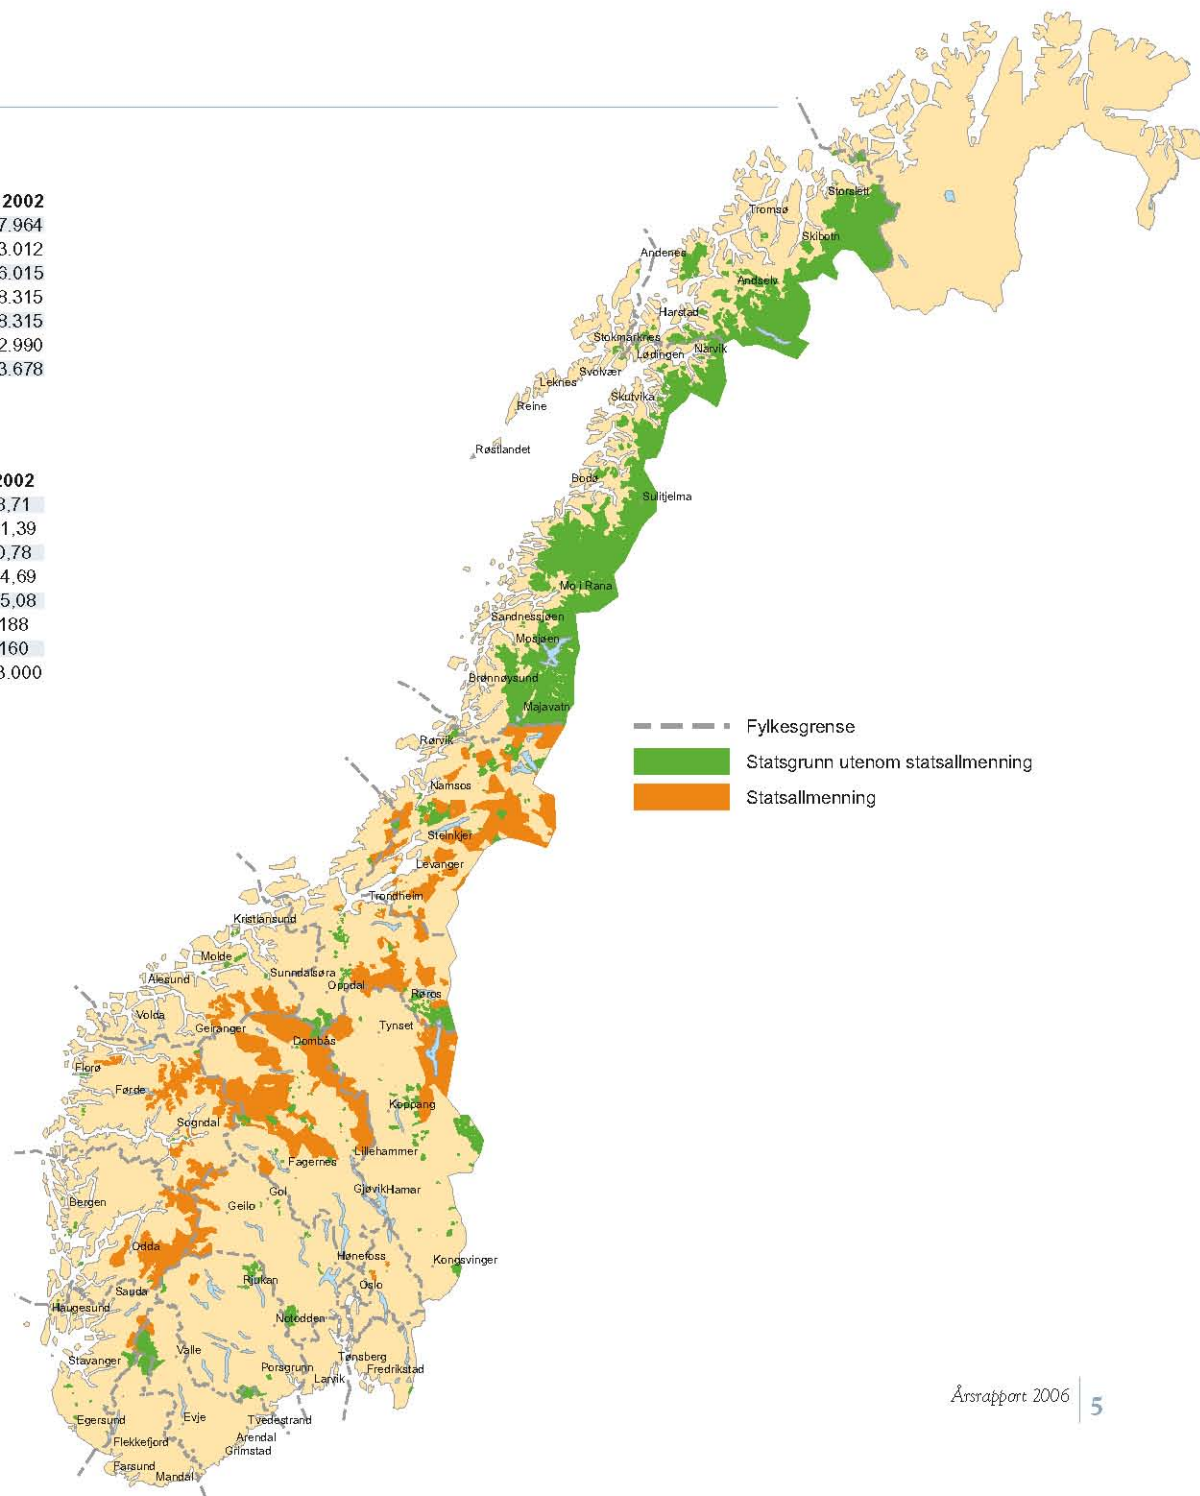 2002
7.964
3.012
6.015
8.315
8.315
2.990
3.678
2002
3,71
1,39
0,78
4,69
5,08
188
160
3.000
Storslett
Tromsø
Skibotn
Andenes
Andselv
Harstad
Stokmarknes
Lødingen
Narvik
Svolvær
Leknes
Skutvika
Reine
Røstlandet
Bodø
Sulitjelma
Mo i Rana
Sandnessjøen
Mosjøen
Brønnøysund
Majavatn
Rørvik
Namsos
Steinkjer
Levanger
Trondheim
Kristiansund
Molde
Sunndalsøra
Ålesund
Oppdal
Røros
Volda
Geiranger
Tynset
Dombås
Florø
Førde
Koppang
Sogndal
Lillehammer
Fagernes
Gjøvik
Hamar
Gol
Bergen
Geilo
Odda
Hønefoss
Kongsvinger
Rjukan
Oslo
Sauda
Haugesund
Notodden
Valle
Stavanger
Tønsberg
Porsgrunn
Fredrikstad
Larvik
Egersund
Evje
Tvedestrand
Arendal
Flekkefjord
Grimstad
Farsund
Mandal
Fylkesgrense
Statsgrunn utenom statsallmenning
Statsallmenning
Årsrapport 2006
5